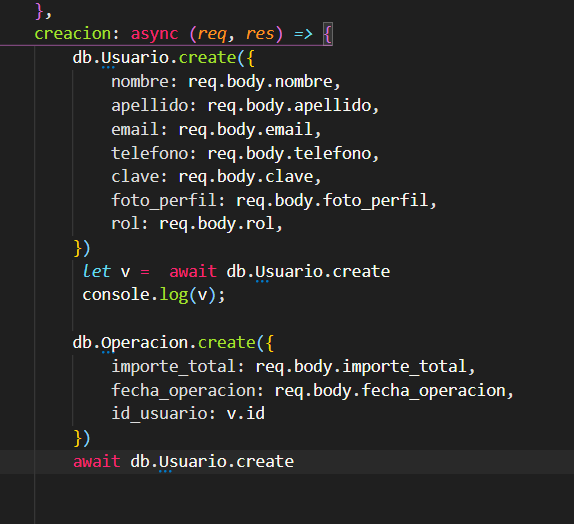 },
creacion: async (req, res) => {
db.Usuario.create({
nombre: req.body.nombre,
apellido: req.body.apellido,
email: req.body.email,
telefono: req.body.telefono,
clave: req.body.clave,
foto_perfil: req.body.foto_perfil,
rol: req.body.rol,
})
let v =  await db.Usuario.create
console.log(v);
db.Operacion.create({
importe_total: req.body.importe_total,
fecha_operacion: req.body.fecha_operacion,
id_usuario: v.id
})
await db.Usuario.create